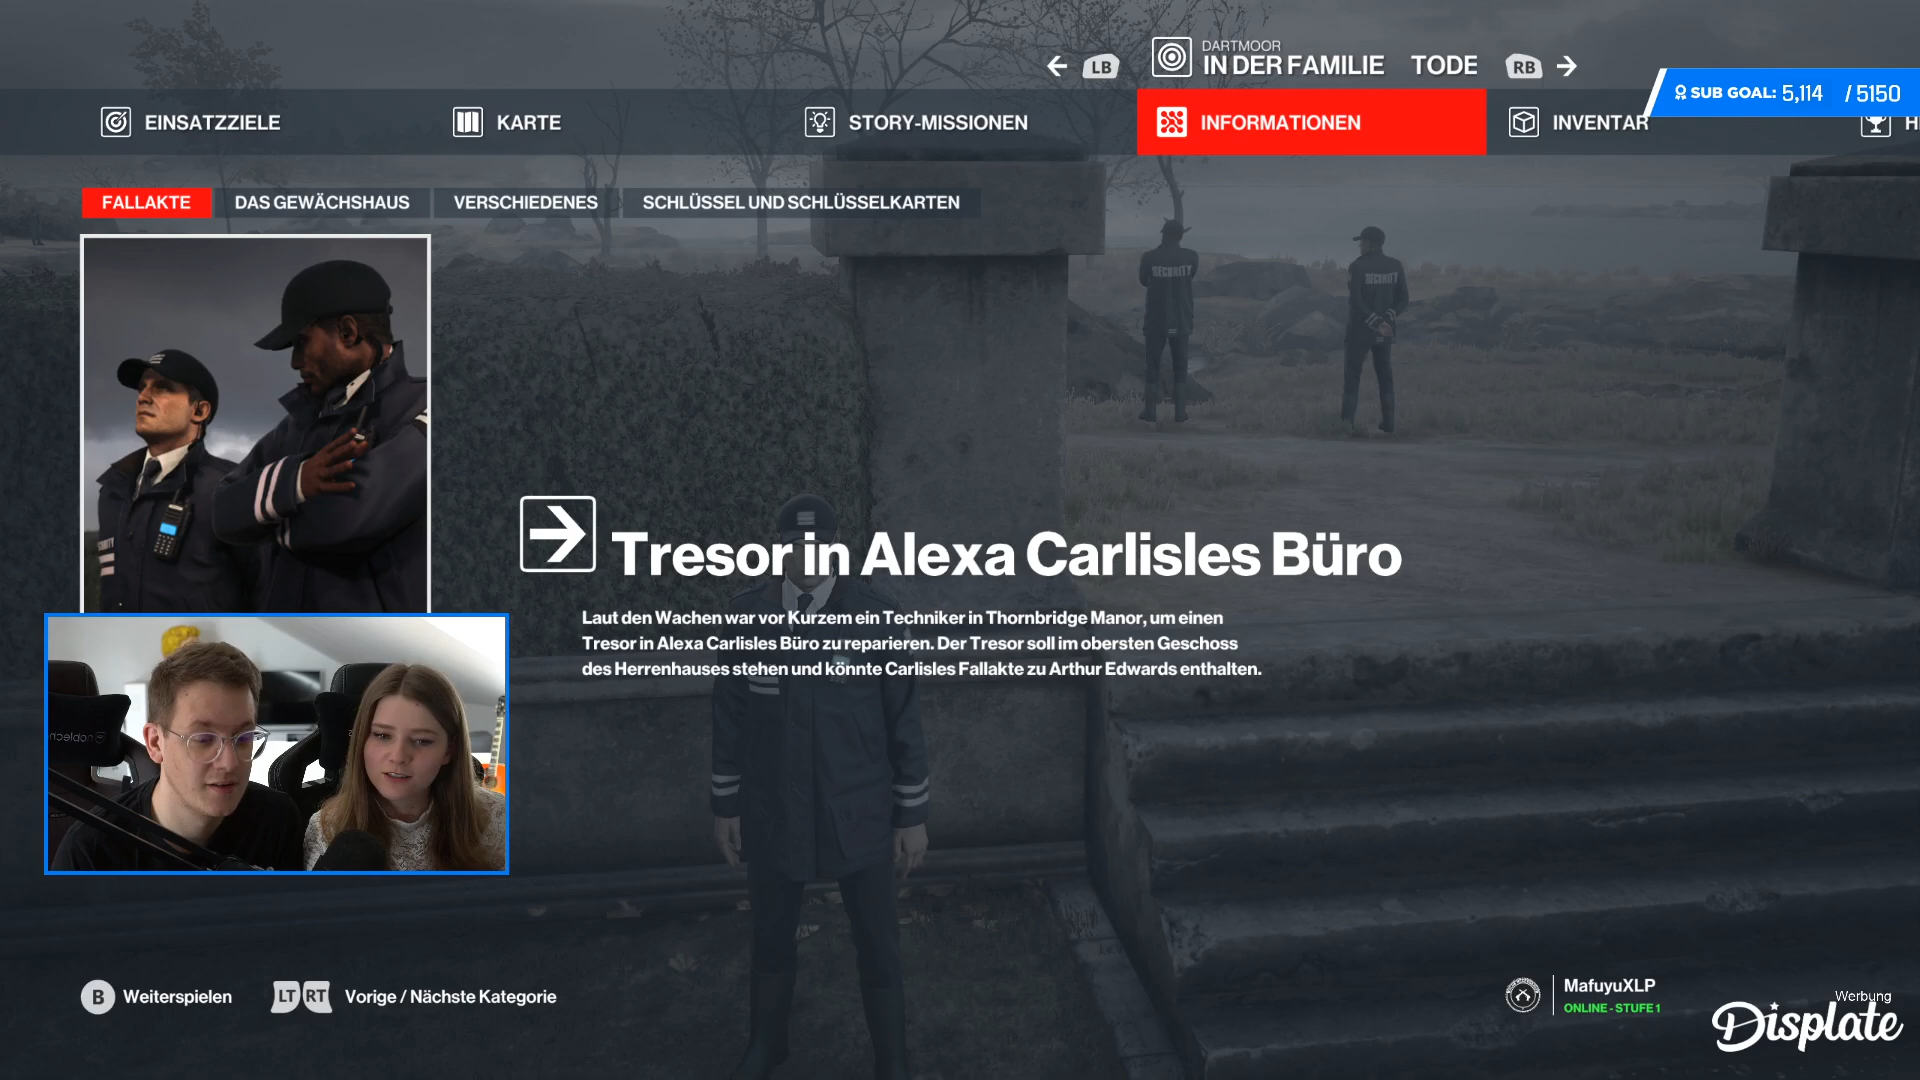 DARTMOOR
LB IN DER FAMILIE TODE RB
SUB GOAL: 5,114 / 5150
EINSATZZIELE KARTE STORY-MISSIONEN INFORMATIONEN INVENTAR H
FALLAKTE DAS GEWÄCHSHAUS VERSCHIEDENES SCHLÜSSEL UND SCHLÜSSELKARTEN
SECURITY SECURITY
Tresor in Alexa Carlisles Büro
Laut den Wachen war vor Kurzem ein Techniker in Thornbridge Manor, um einen
Tresor in Alexa Carlisles Büro zu reparieren. Der Tresor soll im obersten Geschoss
des Herrenhauses stehen und könnte Carlisles Fallakte zu Arthur Edwards enthalten.
B Weiterspielen LT RT Vorige / Nächste Kategorie
MafuyuXLP
ONLINE - STUFE 1
Werbung
Displate